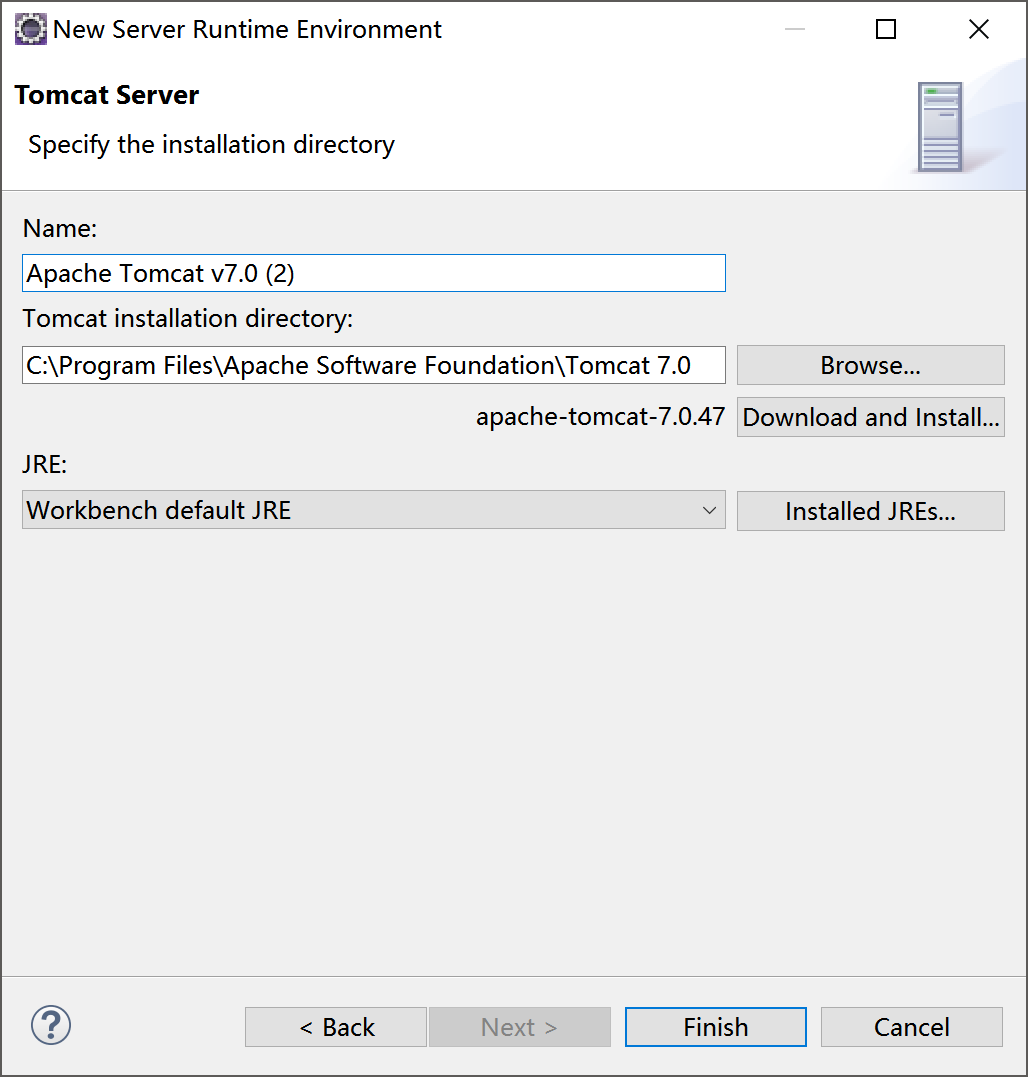 New Server Runtime Environment
Tomcat Server
Specify the installation directory
Name:
Apache Tomcat v7.0 (2)
Tomcat installation directory:
C:\Program Files\Apache Software Foundation\Tomcat 7.0
Browse...
apache-tomcat-7.0.47
Download and Install...
JRE:
Workbench default JRE
Installed JREs...
?
< Back
Next >
Finish
Cancel